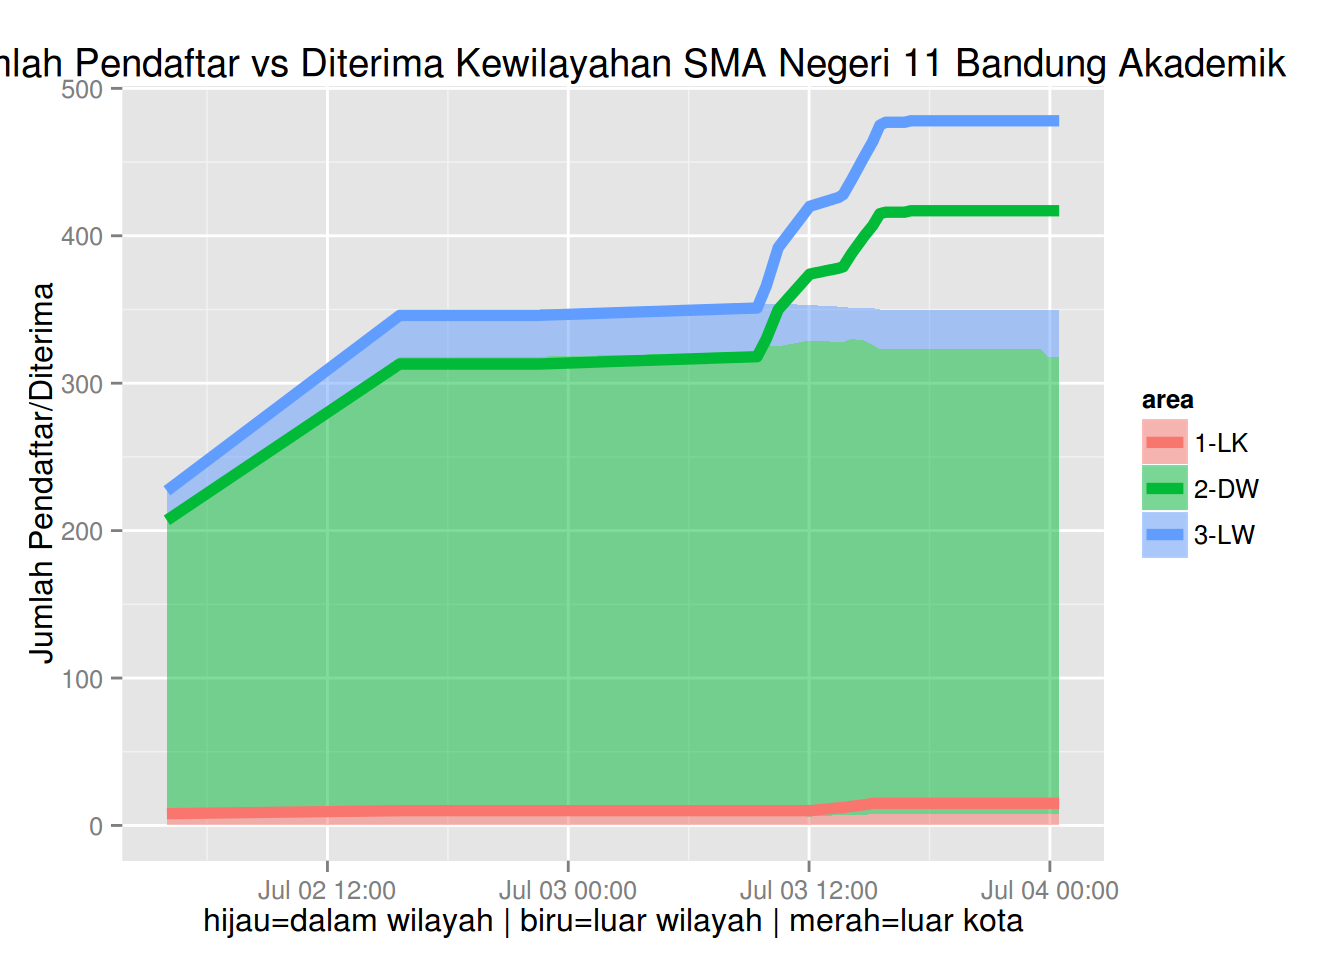 Pendaftar vs Diterima Kewilayahan SMA Negeri 11 Bandung Akademik
Jumlah Pendaftar/Diterima
500
400
300
200
100
0
Jul 02 12:00 Jul 03 00:00 Jul 03 12:00 Jul 04 00:00
hijau=dalam wilayah | biru=luar wilayah | merah=luar kota
area
1-LK
2-DW
3-LW